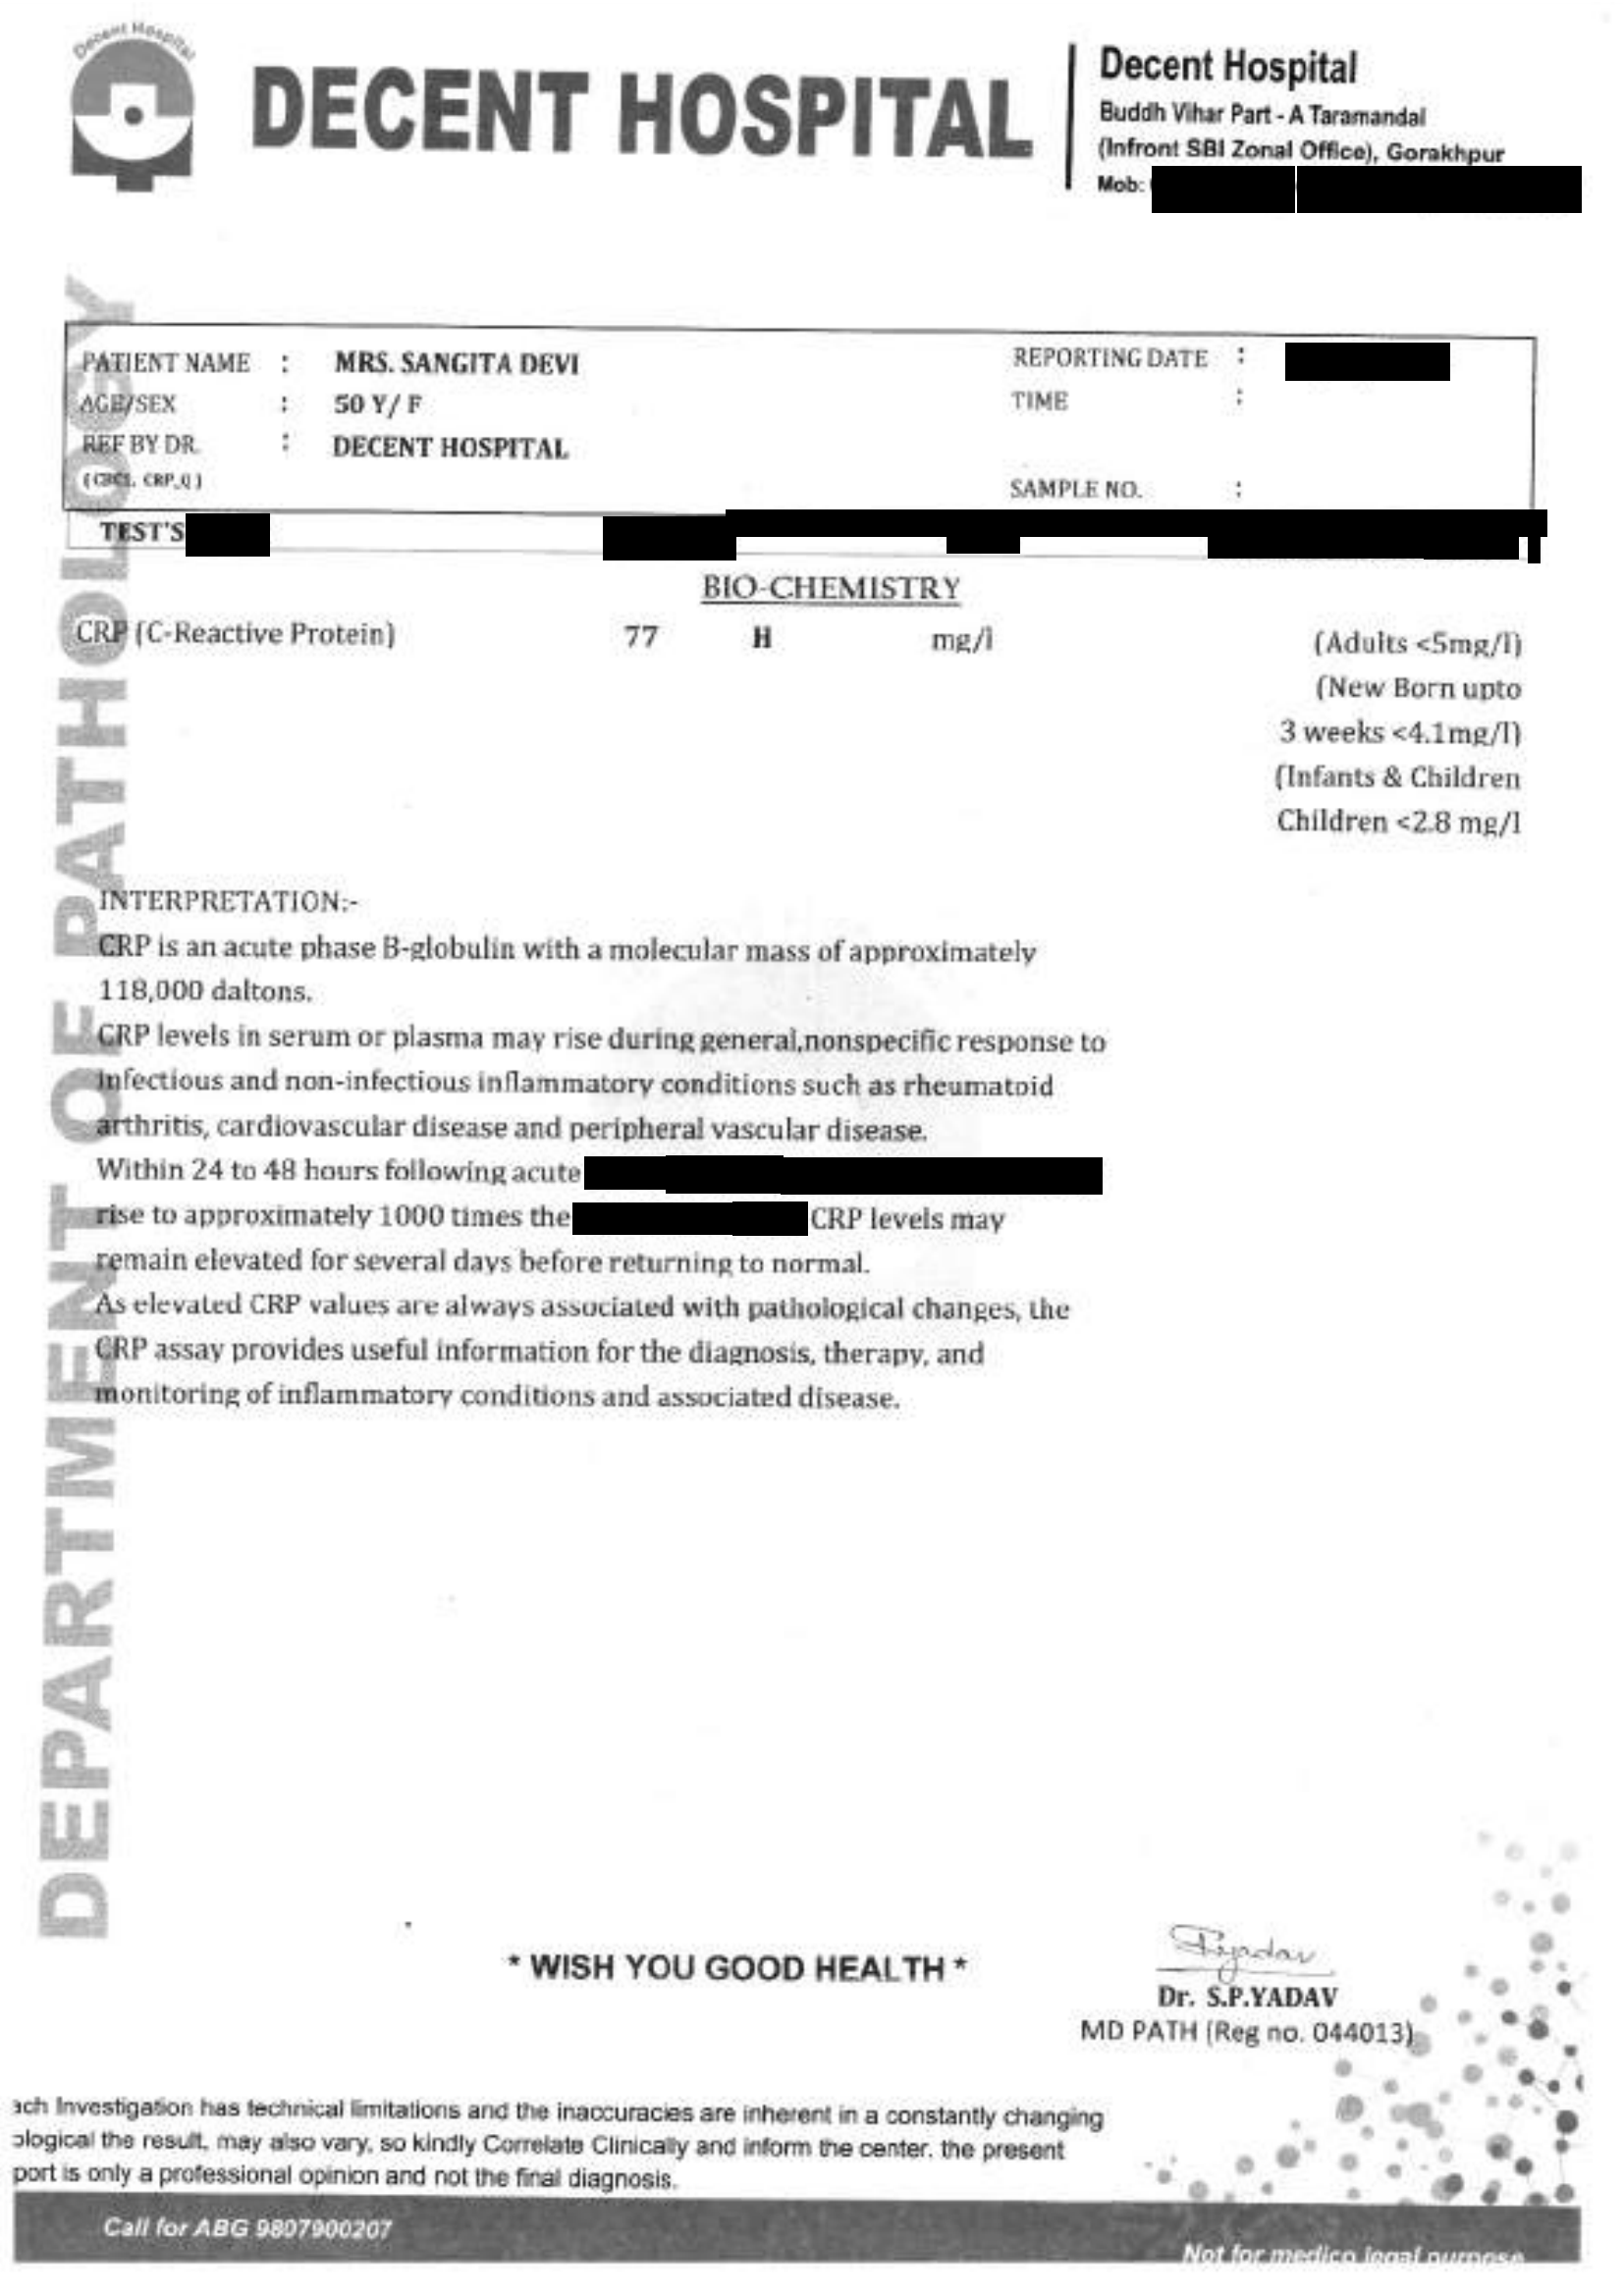 Decent Hospital
DECENT HOSPITAL
Decent Hospital
Buddh Vihar Part - A Taramandal
(Infront SBI Zonal Office), Gorakhpur
Mob:
DEPARTMENT OF PATHOLOGY
PATIENT NAME : MRS. SANGITA DEVI REPORTING DATE :
AGE/SEX : 50 Y/ F TIME :
REF BY DR. : DECENT HOSPITAL
CRP_Q ) SAMPLE NO. :
TEST'S
BIO-CHEMISTRY
CRP (C-Reactive Protein) 77 H mg/l (Adults <5mg/l)
(New Born upto
3 weeks <4.1mg/l)
(Infants & Children
Children <2.8 mg/l
INTERPRETATION:-
CRP is an acute phase B-globulin with a molecular mass of approximately
118,000 daltons.
CRP levels in serum or plasma may rise during general,nonspecific response to
infectious and non-infectious inflammatory conditions such as rheumatoid
arthritis, cardiovascular disease and peripheral vascular disease.
Within 24 to 48 hours following acute
rise to approximately 1000 times the CRP levels may
remain elevated for several days before returning to normal.
As elevated CRP values are always associated with pathological changes, the
CRP assay provides useful information for the diagnosis, therapy, and
monitoring of inflammatory conditions and associated disease.
* WISH YOU GOOD HEALTH *
Dr. S.P.YADAV
MD PATH (Reg no. 044013)
ach Investigation has technical limitations and the inaccuracies are inherent in a constantly changing
ological the result, may also vary, so kindly Correlate Clinically and inform the center. the present
port is only a professional opinion and not the final diagnosis.
Call for ABG 9807900207
Not for medico legal purpose